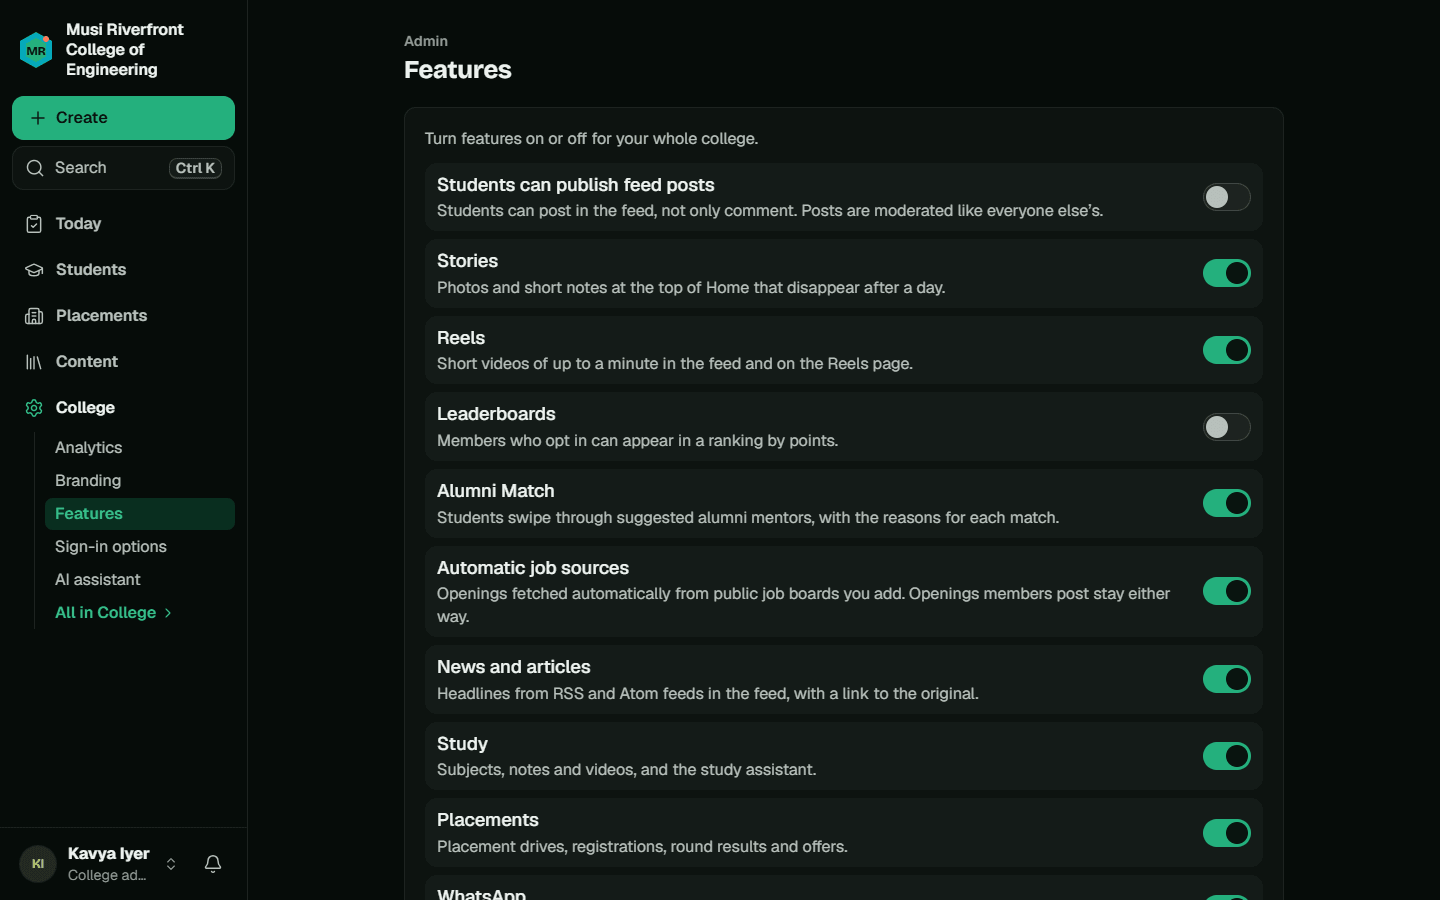 MR
Musi Riverfront
College of
Engineering
Create
Search
Ctrl K
Today
Students
Placements
Content
College
Analytics
Branding
Features
Sign-in options
AI assistant
All in College
KI
Kavya Iyer
College ad...
Admin
Features
Turn features on or off for your whole college.
Students can publish feed posts
Students can post in the feed, not only comment. Posts are moderated like everyone else’s.
Stories
Photos and short notes at the top of Home that disappear after a day.
Reels
Short videos of up to a minute in the feed and on the Reels page.
Leaderboards
Members who opt in can appear in a ranking by points.
Alumni Match
Students swipe through suggested alumni mentors, with the reasons for each match.
Automatic job sources
Openings fetched automatically from public job boards you add. Openings members post stay either
way.
News and articles
Headlines from RSS and Atom feeds in the feed, with a link to the original.
Study
Subjects, notes and videos, and the study assistant.
Placements
Placement drives, registrations, round results and offers.
WhatsApp